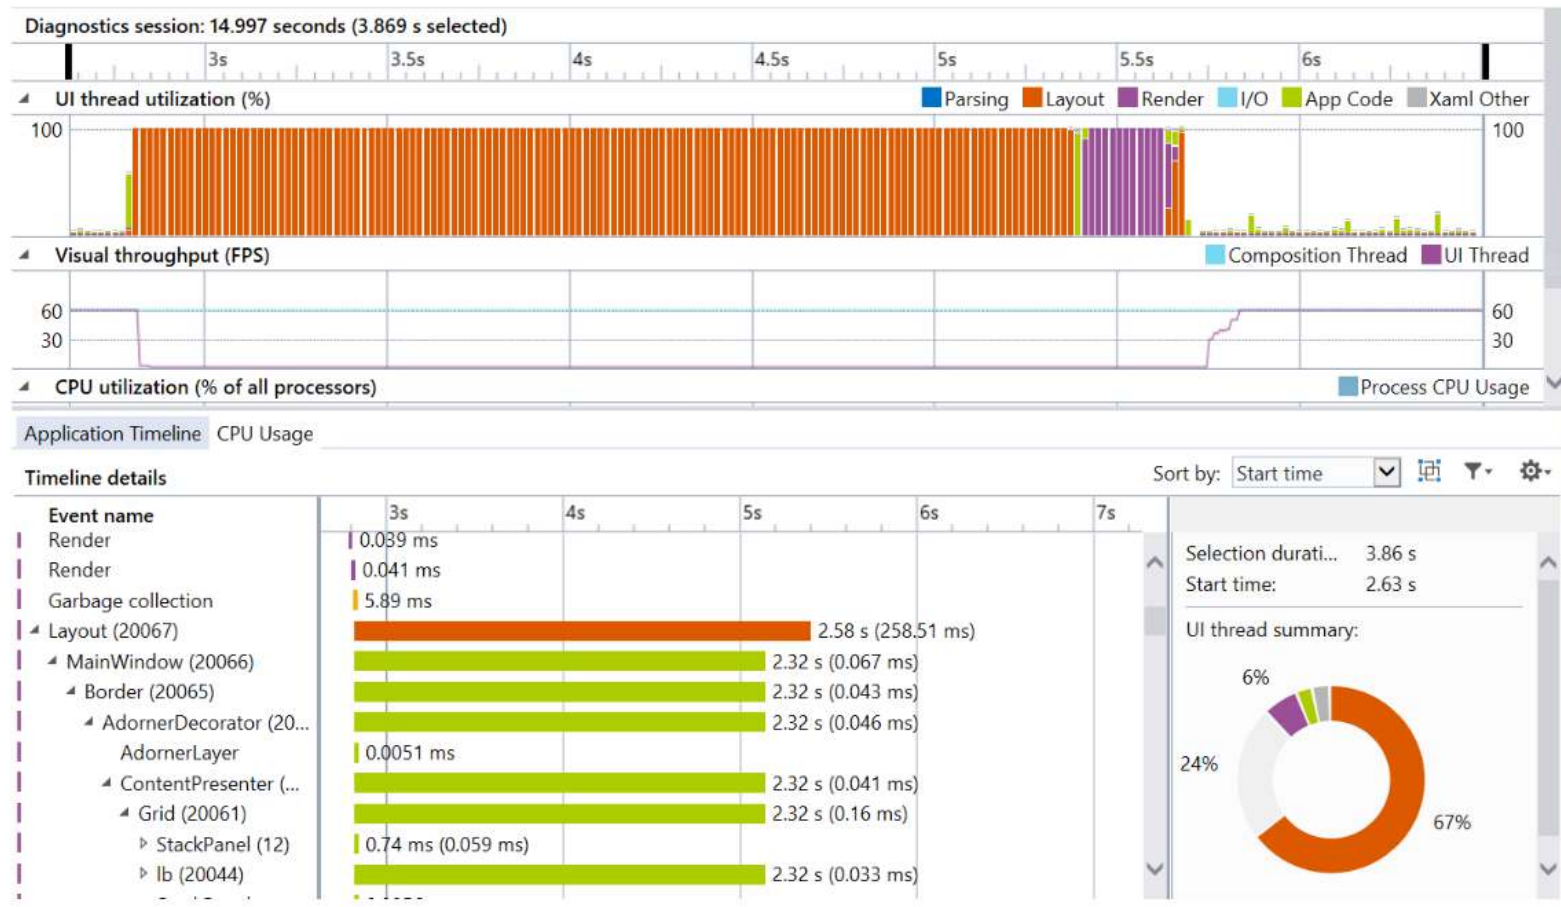 Diagnostics session: 14.997 seconds (3.869 s selected)
3s 3.5s 4s 4.5s 5s 5.5s 6s
UI thread utilization (%) Parsing Layout Render I/O App Code Xaml Other
100 100
Visual throughput (FPS) Composition Thread UI Thread
60 60
30 30
CPU utilization (% of all processors) Process CPU Usage
Application Timeline CPU Usage
Timeline details Sort by: Start time
Event name 3s 4s 5s 6s 7s
Render 0.039 ms
Render 0.041 ms
Garbage collection 5.89 ms
Layout (20067) 2.58 s (258.51 ms)
MainWindow (20066) 2.32 s (0.067 ms)
Border (20065) 2.32 s (0.043 ms)
AdornerDecorator (20... 2.32 s (0.046 ms)
AdornerLayer 0.0051 ms
ContentPresenter (... 2.32 s (0.041 ms)
Grid (20061) 2.32 s (0.16 ms)
StackPanel (12) 0.74 ms (0.059 ms)
lb (20044) 2.32 s (0.033 ms)
Selection durati... 3.86 s
Start time: 2.63 s
UI thread summary:
6%
24%
67%